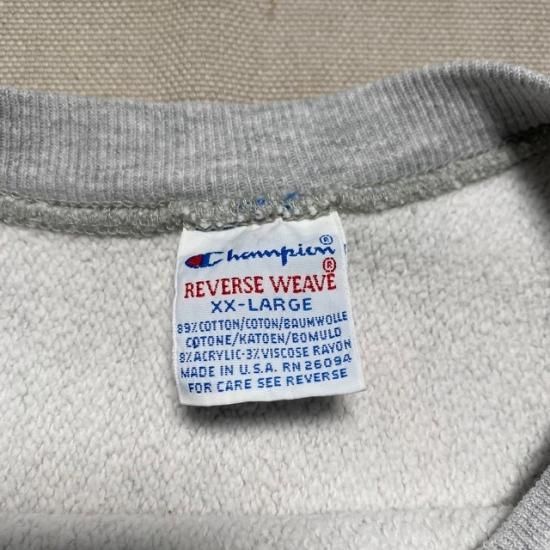 Champion®
REVERSE WEAVE®
XX-LARGE
89% COTTON/COTON/BAUMWOLLE
COTONE/KATOEN/BOMULD
8% ACRYLIC-3% VISCOSE RAYON
MADE IN U.S.A. RN 26094
FOR CARE SEE REVERSE